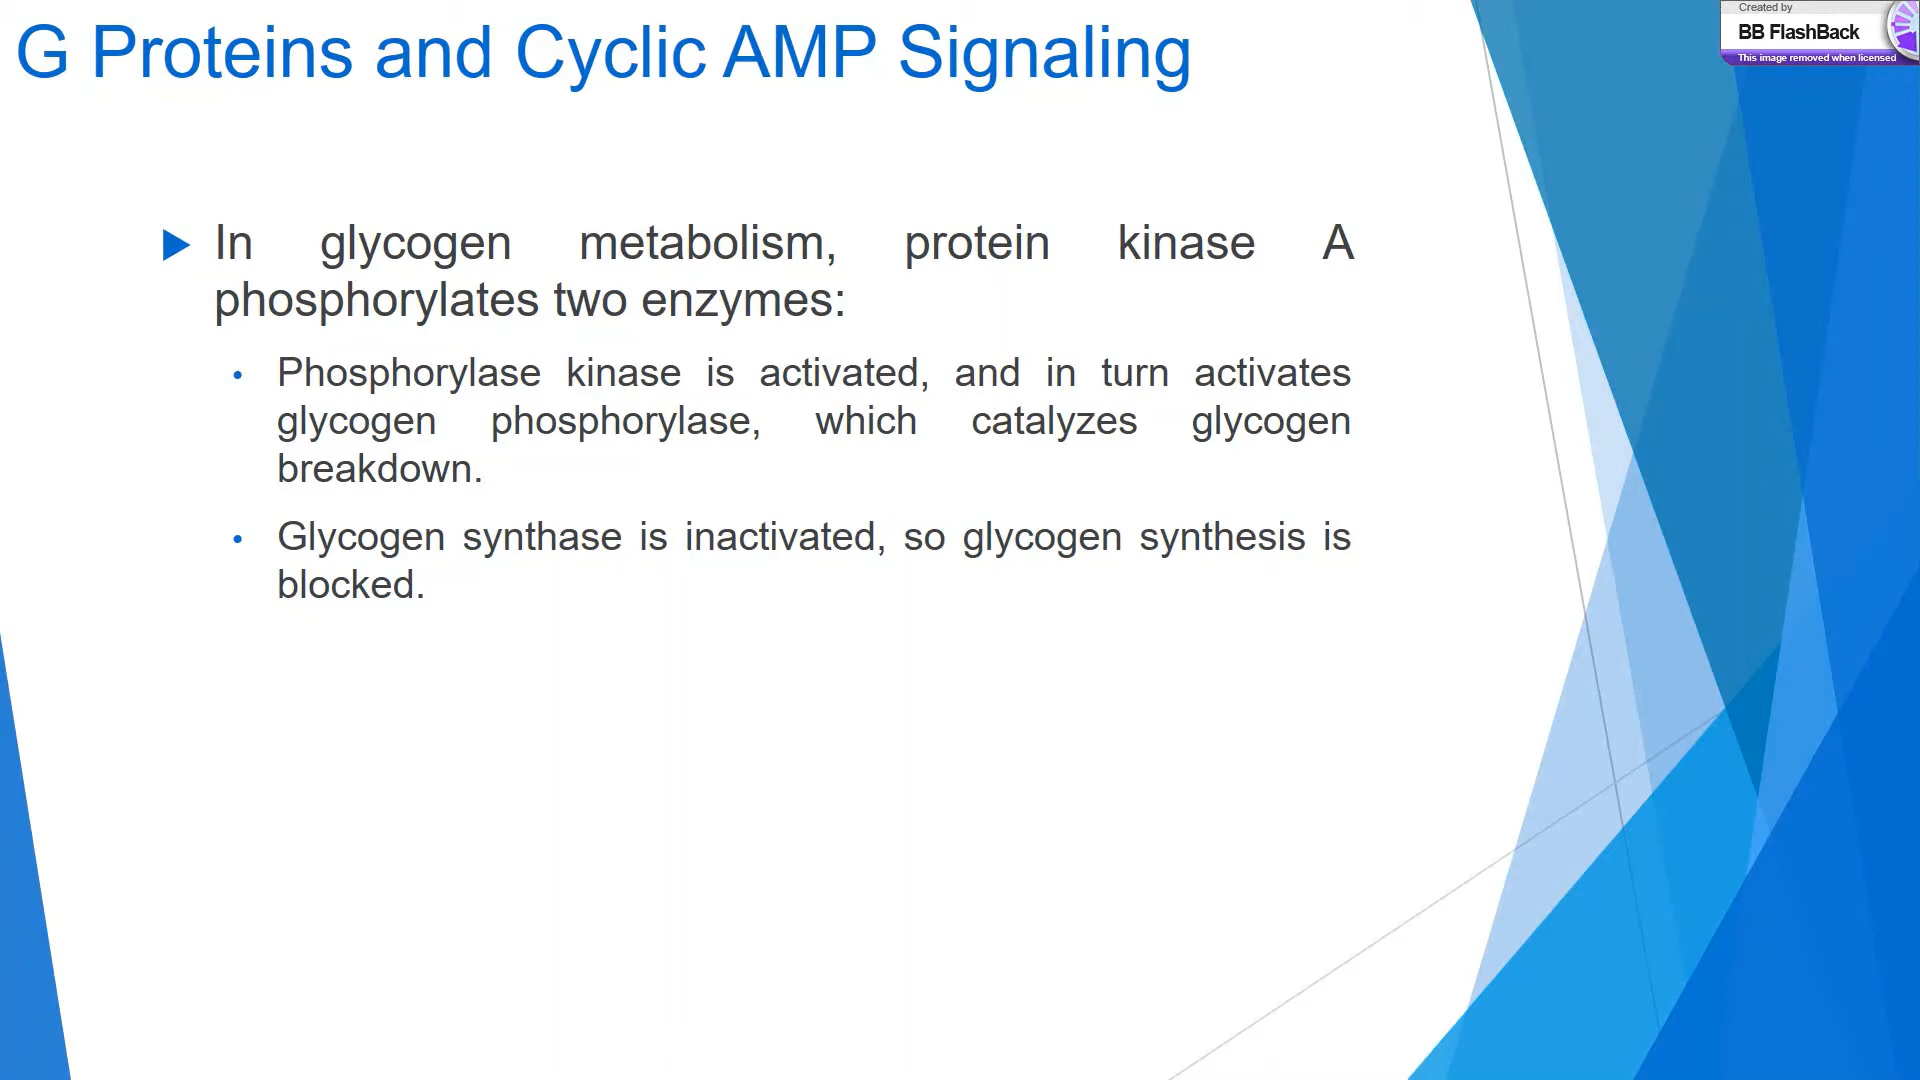 G Proteins and Cyclic AMP Signaling
Created by
BB FlashBack
This image removed when licensed
In glycogen metabolism, protein kinase A
phosphorylates two enzymes:
• Phosphorylase kinase is activated, and in turn activates
glycogen phosphorylase, which catalyzes glycogen
breakdown.
• Glycogen synthase is inactivated, so glycogen synthesis is
blocked.